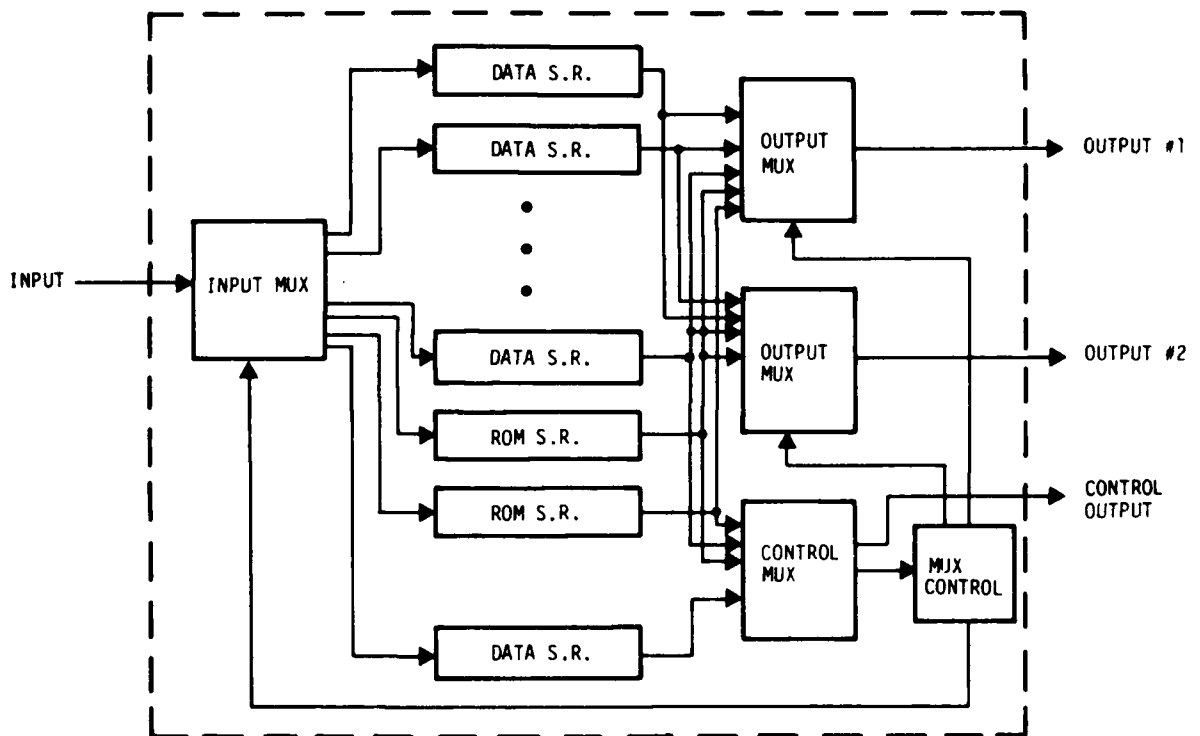 DATA S.R.
DATA S.R.
OUTPUT
MUX
OUTPUT #1
INPUT
INPUT MUX
DATA S.R.
OUTPUT
MUX
OUTPUT #2
ROM S.R.
ROM S.R.
CONTROL
MUX
CONTROL
OUTPUT
MUX
CONTROL
DATA S.R.